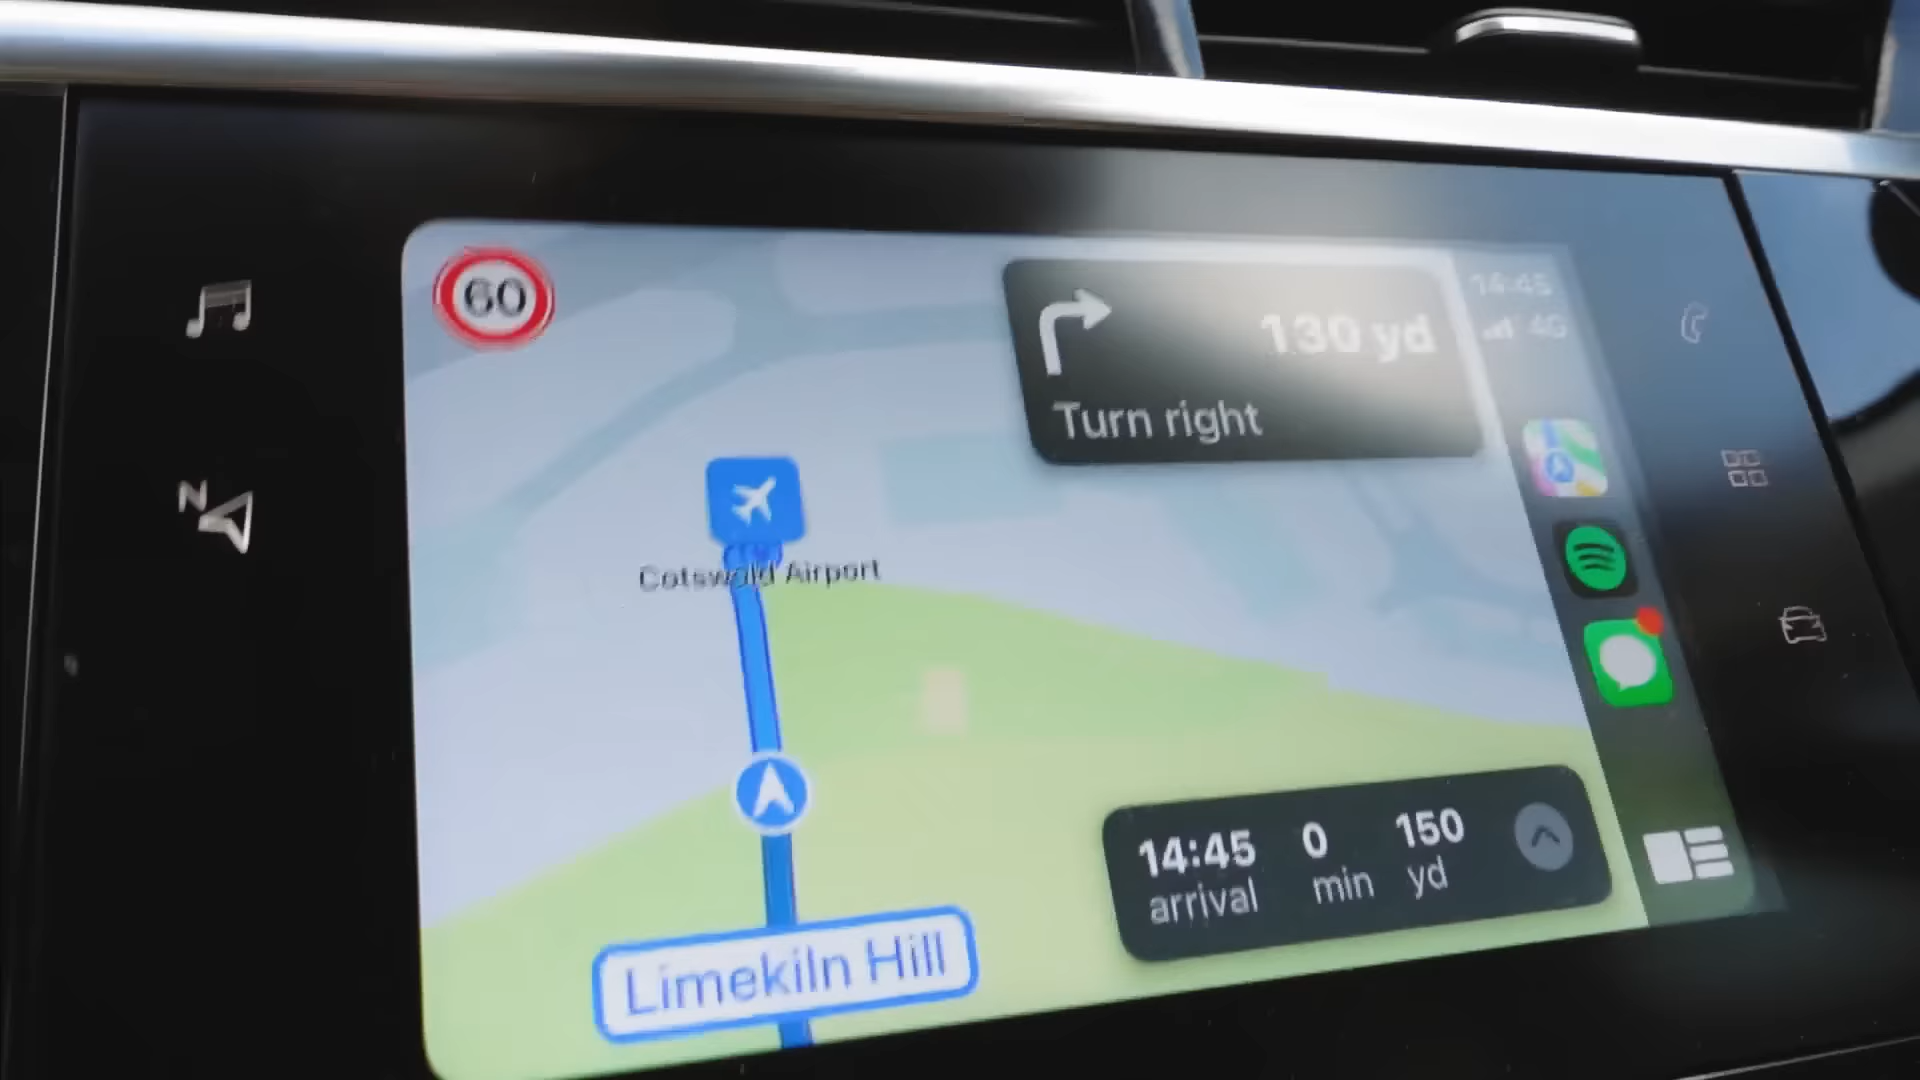 60
130 yd
Turn right
14:45
4G
N
Cotswold Airport
14:45 0 150
arrival min yd
Limekiln Hill